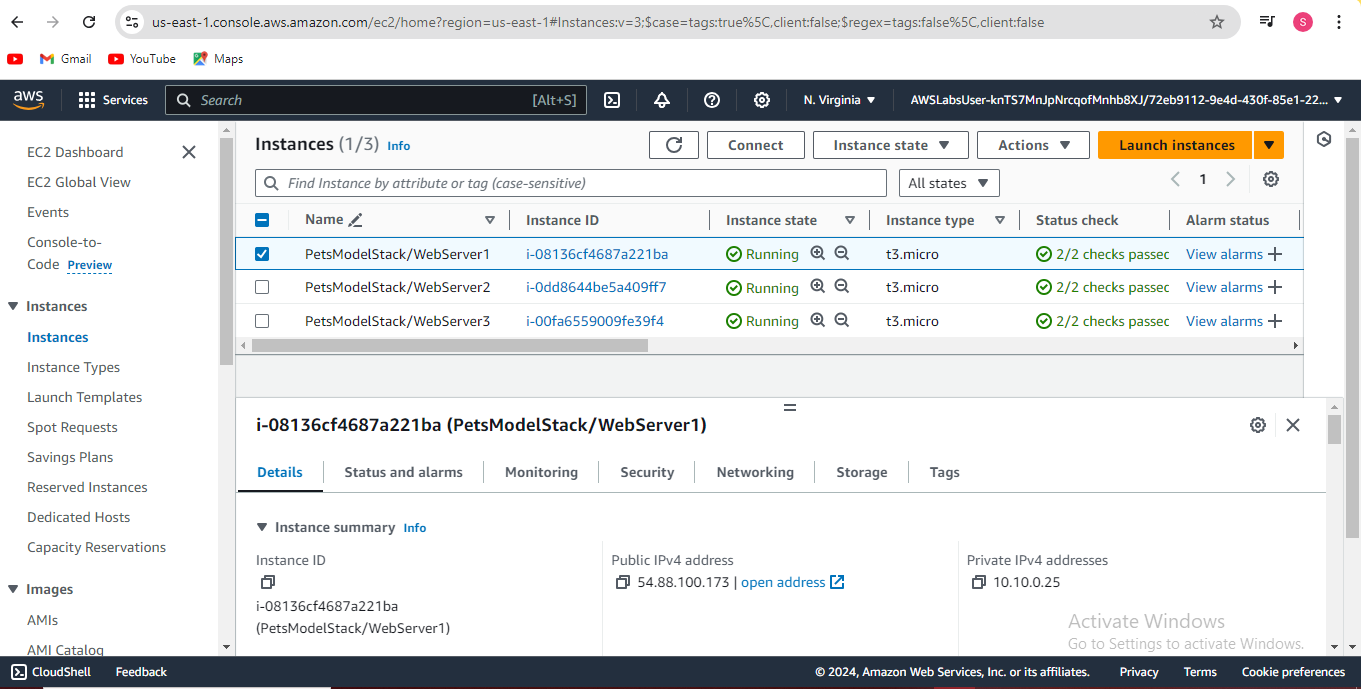 us-east-1.console.aws.amazon.com/ec2/home?region=us-east-1#Instances:v=3;$case=tags:true%5C,client:false;$regex=tags:false%5C,client:false
S
Gmail YouTube Maps
aws Services Search [Alt+S] N. Virginia AWSLabsUser-knTS7MnJpNrcqofMnhb8XJ/72eb9112-9e4d-430f-85e1-22...
EC2 Dashboard
EC2 Global View
Events
Console-to-
Code Preview
Instances
Instances
Instance Types
Launch Templates
Spot Requests
Savings Plans
Reserved Instances
Dedicated Hosts
Capacity Reservations
Images
AMIs
AMI Catalog
Instances (1/3) Info Connect Instance state Actions Launch instances
Find Instance by attribute or tag (case-sensitive) All states 1
Name Instance ID Instance state Instance type Status check Alarm status
PetsModelStack/WebServer1 i-08136cf4687a221ba Running t3.micro 2/2 checks passec View alarms
PetsModelStack/WebServer2 i-0dd8644be5a409ff7 Running t3.micro 2/2 checks passec View alarms
PetsModelStack/WebServer3 i-00fa6559009fe39f4 Running t3.micro 2/2 checks passec View alarms
i-08136cf4687a221ba (PetsModelStack/WebServer1)
Details Status and alarms Monitoring Security Networking Storage Tags
Instance summary Info
Instance ID Public IPv4 address Private IPv4 addresses
54.88.100.173 | open address 10.10.0.25
i-08136cf4687a221ba
(PetsModelStack/WebServer1)
Activate Windows
Go to Settings to activate Windows.
CloudShell Feedback © 2024, Amazon Web Services, Inc. or its affiliates. Privacy Terms Cookie preferences